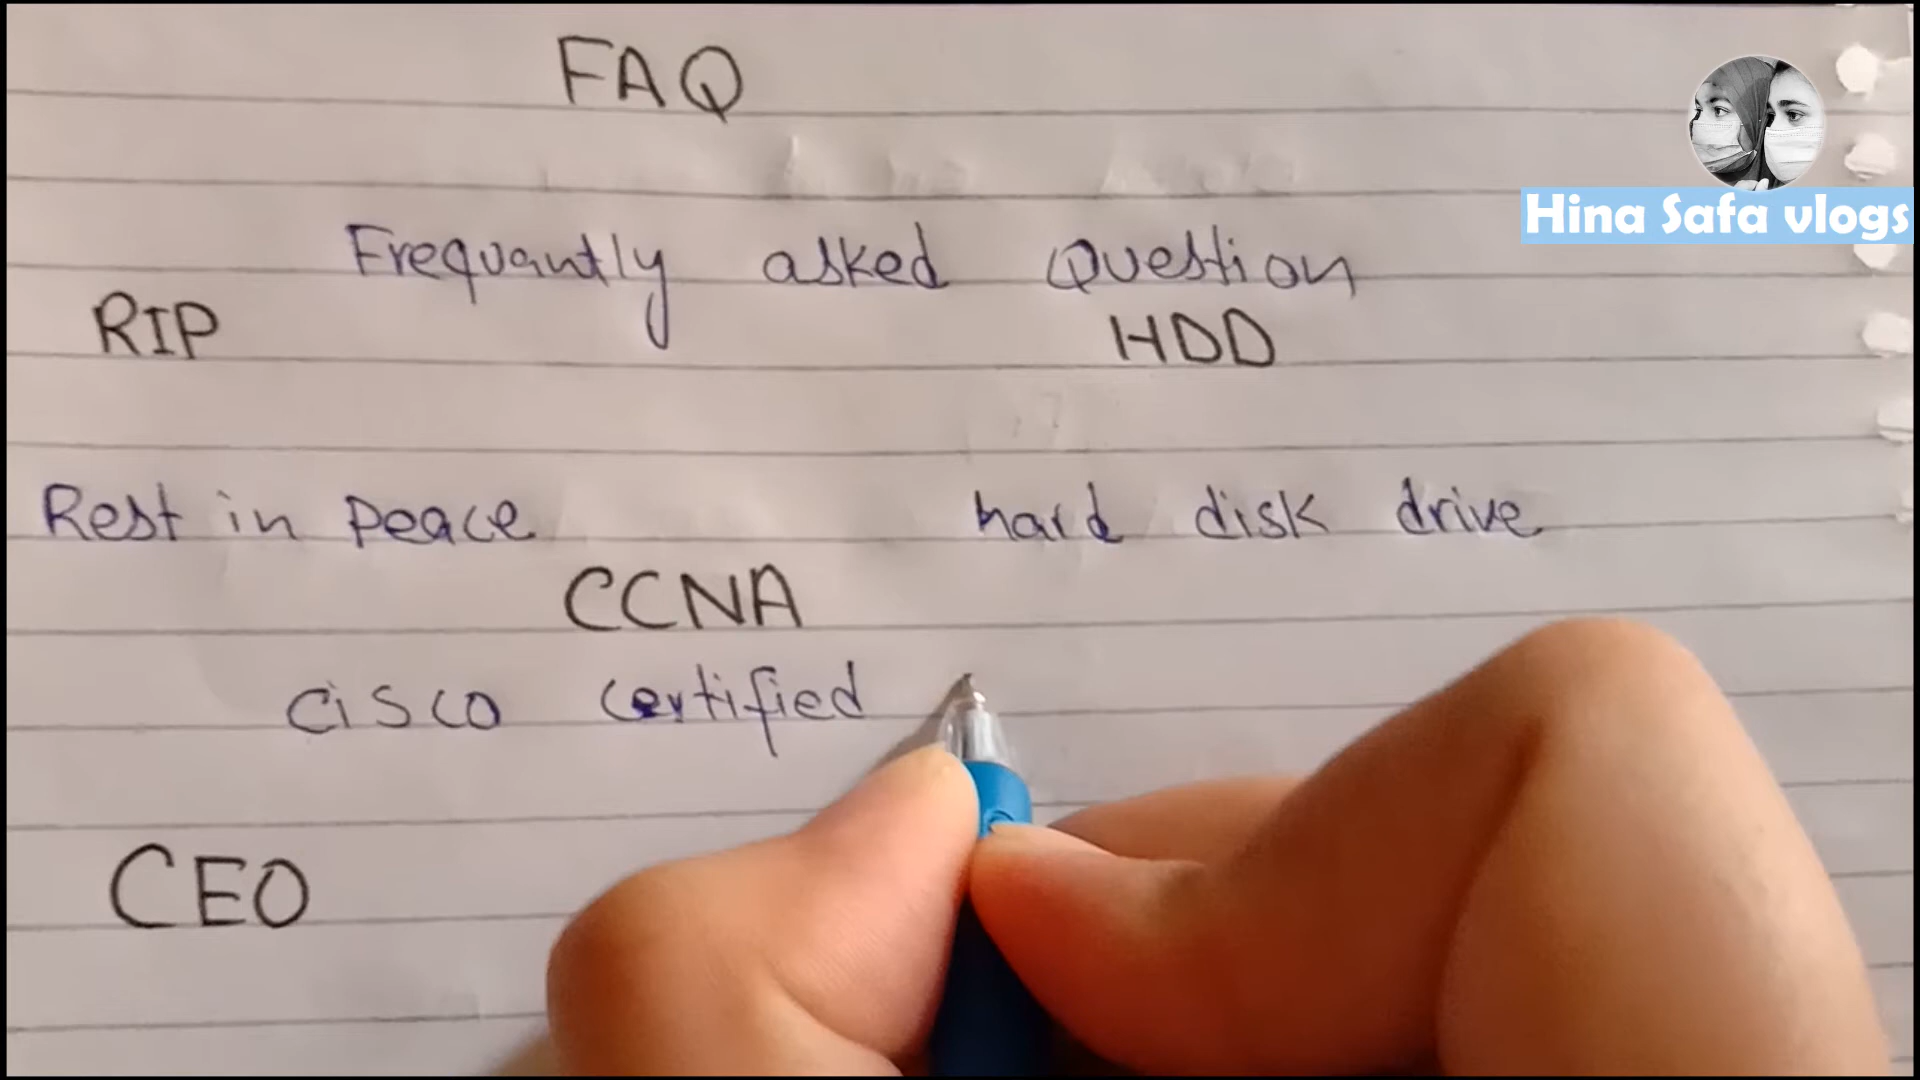 FAQ
Hina Safa vlogs
Frequantly asked Question
RIP HDD
Rest in peace hard disk drive
CCNA
cisco certified
CEO